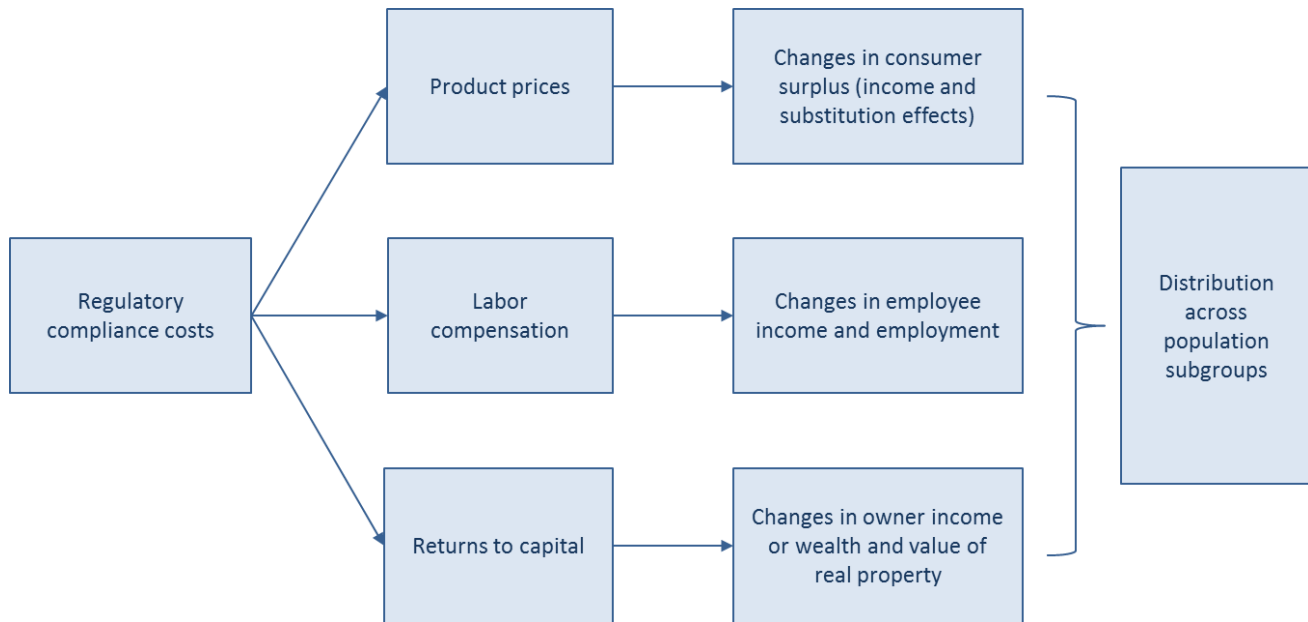 Regulatory
compliance costs
Product prices
Changes in consumer
surplus (income and
substitution effects)
Labor
compensation
Changes in employee
income and employment
Returns to capital
Changes in owner income
or wealth and value of
real property
Distribution
across
population
subgroups